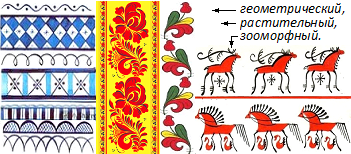 геометрический,
растительный,
зооморфный.